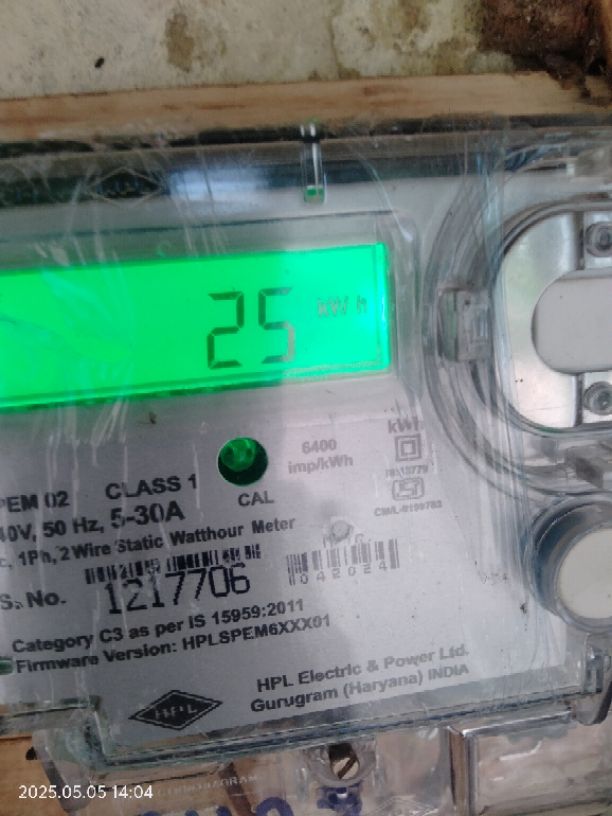 25 kWh
kWh
6400
imp/kWh
PEM 02 CLASS 1
CAL
40V, 50 Hz, 5-30A
, 1Ph, 2 Wire Static Watthour Meter
S. No. 1217706
042024
Category C3 as per IS 15959:2011
Firmware Version: HPLSPEM6XXX01
HPL Electric & Power Ltd.
Gurugram (Haryana) INDIA
HPL
2025.05.05 14:04